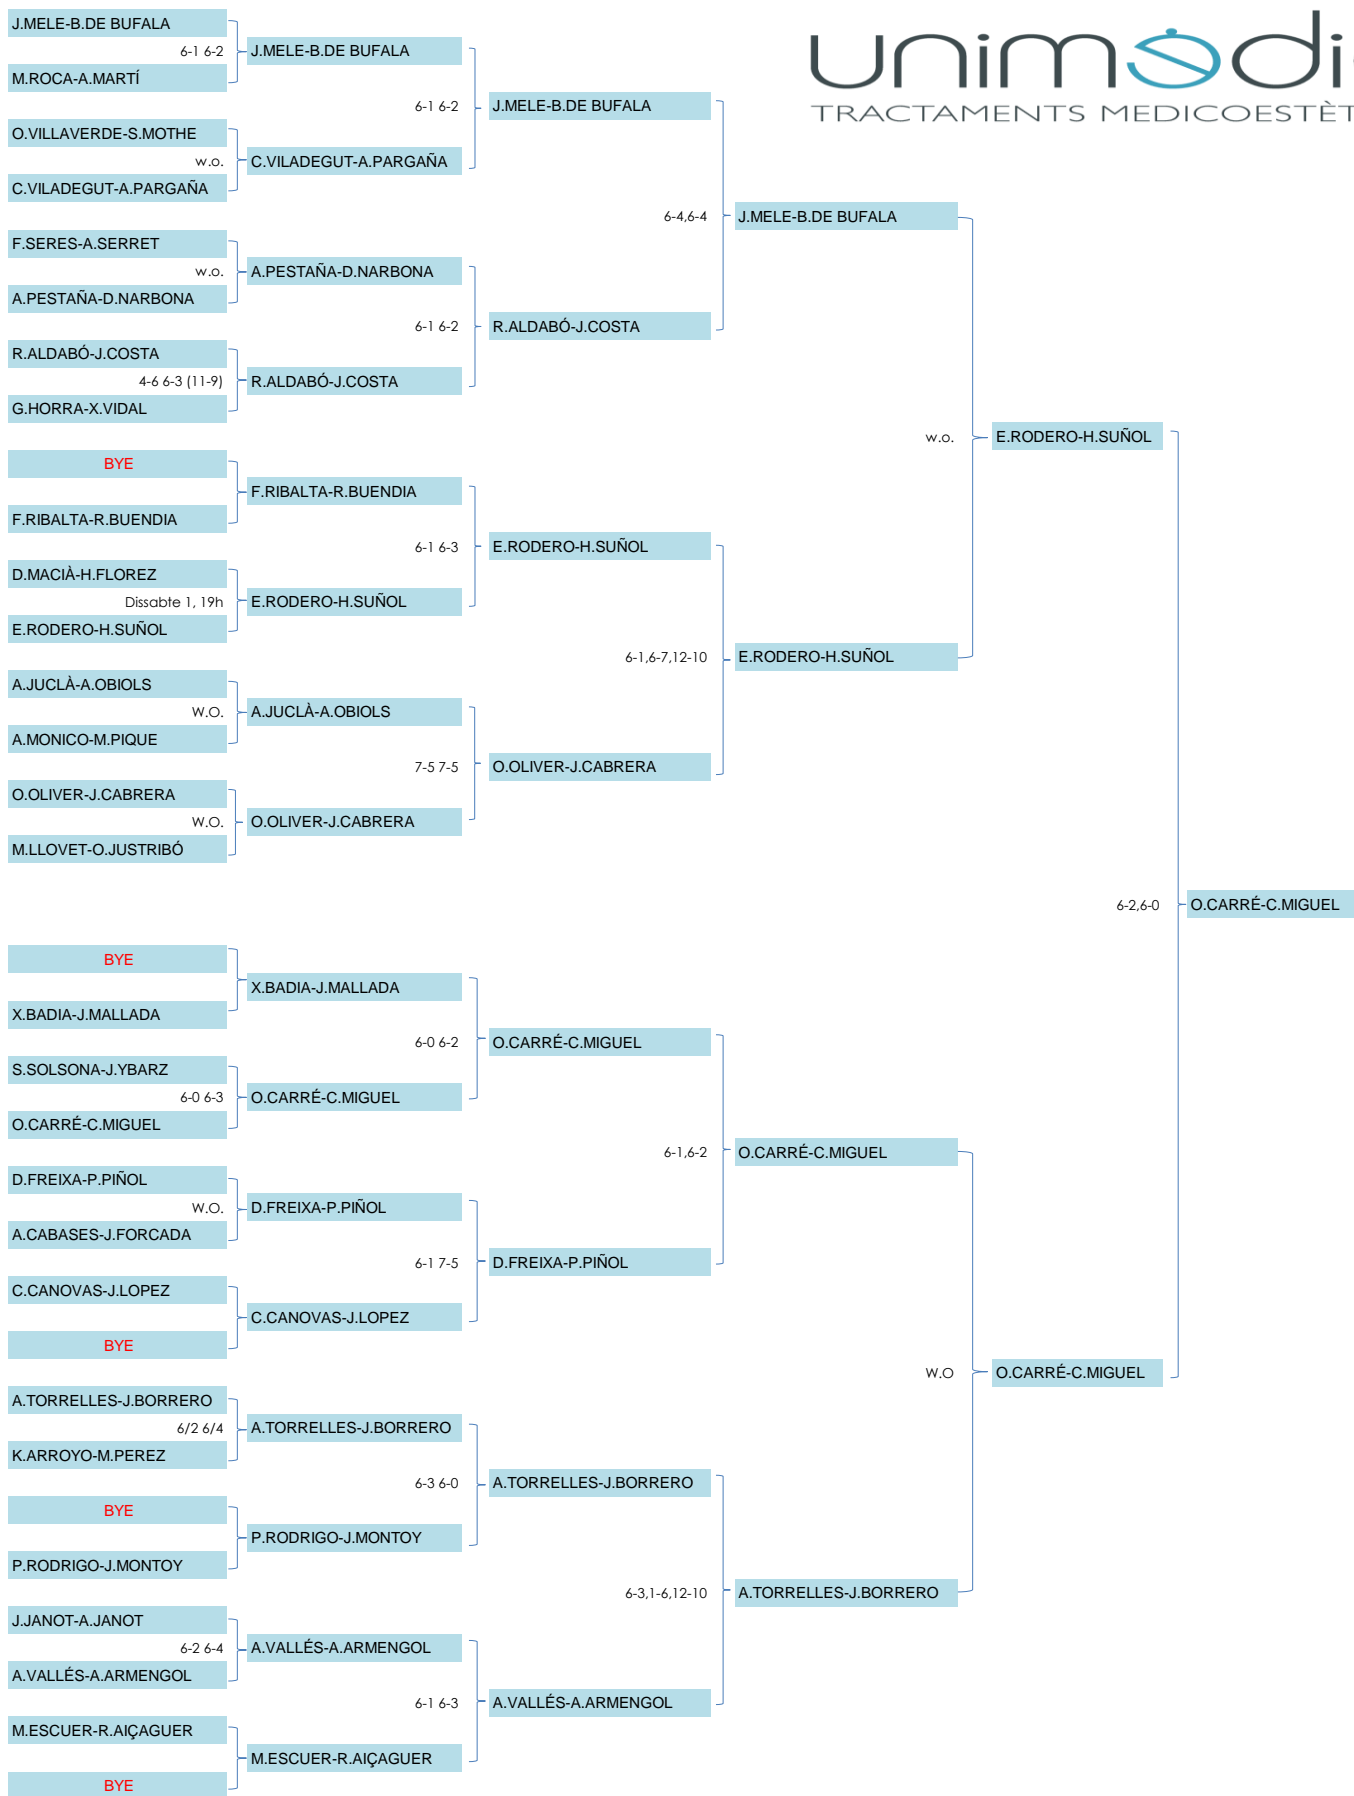 unimedi
TRACTAMENTS MEDICOESTÈT
J.MELE-B.DE BUFALA
6-1 6-2
J.MELE-B.DE BUFALA
M.ROCA-A.MARTÍ
6-1 6-2
J.MELE-B.DE BUFALA
O.VILLAVERDE-S.MOTHE
w.o.
C.VILADEGUT-A.PARGAÑA
C.VILADEGUT-A.PARGAÑA
6-4,6-4
J.MELE-B.DE BUFALA
F.SERES-A.SERRET
w.o.
A.PESTAÑA-D.NARBONA
A.PESTAÑA-D.NARBONA
6-1 6-2
R.ALDABÓ-J.COSTA
R.ALDABÓ-J.COSTA
4-6 6-3 (11-9)
R.ALDABÓ-J.COSTA
G.HORRA-X.VIDAL
w.o.
E.RODERO-H.SUÑOL
BYE
F.RIBALTA-R.BUENDIA
F.RIBALTA-R.BUENDIA
6-1 6-3
E.RODERO-H.SUÑOL
D.MACIÀ-H.FLOREZ
Dissabte 1, 19h
E.RODERO-H.SUÑOL
E.RODERO-H.SUÑOL
6-1,6-7,12-10
E.RODERO-H.SUÑOL
A.JUCLÀ-A.OBIOLS
W.O.
A.JUCLÀ-A.OBIOLS
A.MONICO-M.PIQUE
7-5 7-5
O.OLIVER-J.CABRERA
O.OLIVER-J.CABRERA
W.O.
O.OLIVER-J.CABRERA
M.LLOVET-O.JUSTRIBÓ
6-2,6-0
O.CARRÉ-C.MIGUEL
BYE
X.BADIA-J.MALLADA
X.BADIA-J.MALLADA
6-0 6-2
O.CARRÉ-C.MIGUEL
S.SOLSONA-J.YBARZ
6-0 6-3
O.CARRÉ-C.MIGUEL
O.CARRÉ-C.MIGUEL
6-1,6-2
O.CARRÉ-C.MIGUEL
D.FREIXA-P.PIÑOL
W.O.
D.FREIXA-P.PIÑOL
A.CABASES-J.FORCADA
6-1 7-5
D.FREIXA-P.PIÑOL
C.CANOVAS-J.LOPEZ
C.CANOVAS-J.LOPEZ
BYE
W.O
O.CARRÉ-C.MIGUEL
A.TORRELLES-J.BORRERO
6/2 6/4
A.TORRELLES-J.BORRERO
K.ARROYO-M.PEREZ
6-3 6-0
A.TORRELLES-J.BORRERO
BYE
P.RODRIGO-J.MONTOY
P.RODRIGO-J.MONTOY
6-3,1-6,12-10
A.TORRELLES-J.BORRERO
J.JANOT-A.JANOT
6-2 6-4
A.VALLÉS-A.ARMENGOL
A.VALLÉS-A.ARMENGOL
6-1 6-3
A.VALLÉS-A.ARMENGOL
M.ESCUER-R.AIÇAGUER
M.ESCUER-R.AIÇAGUER
BYE